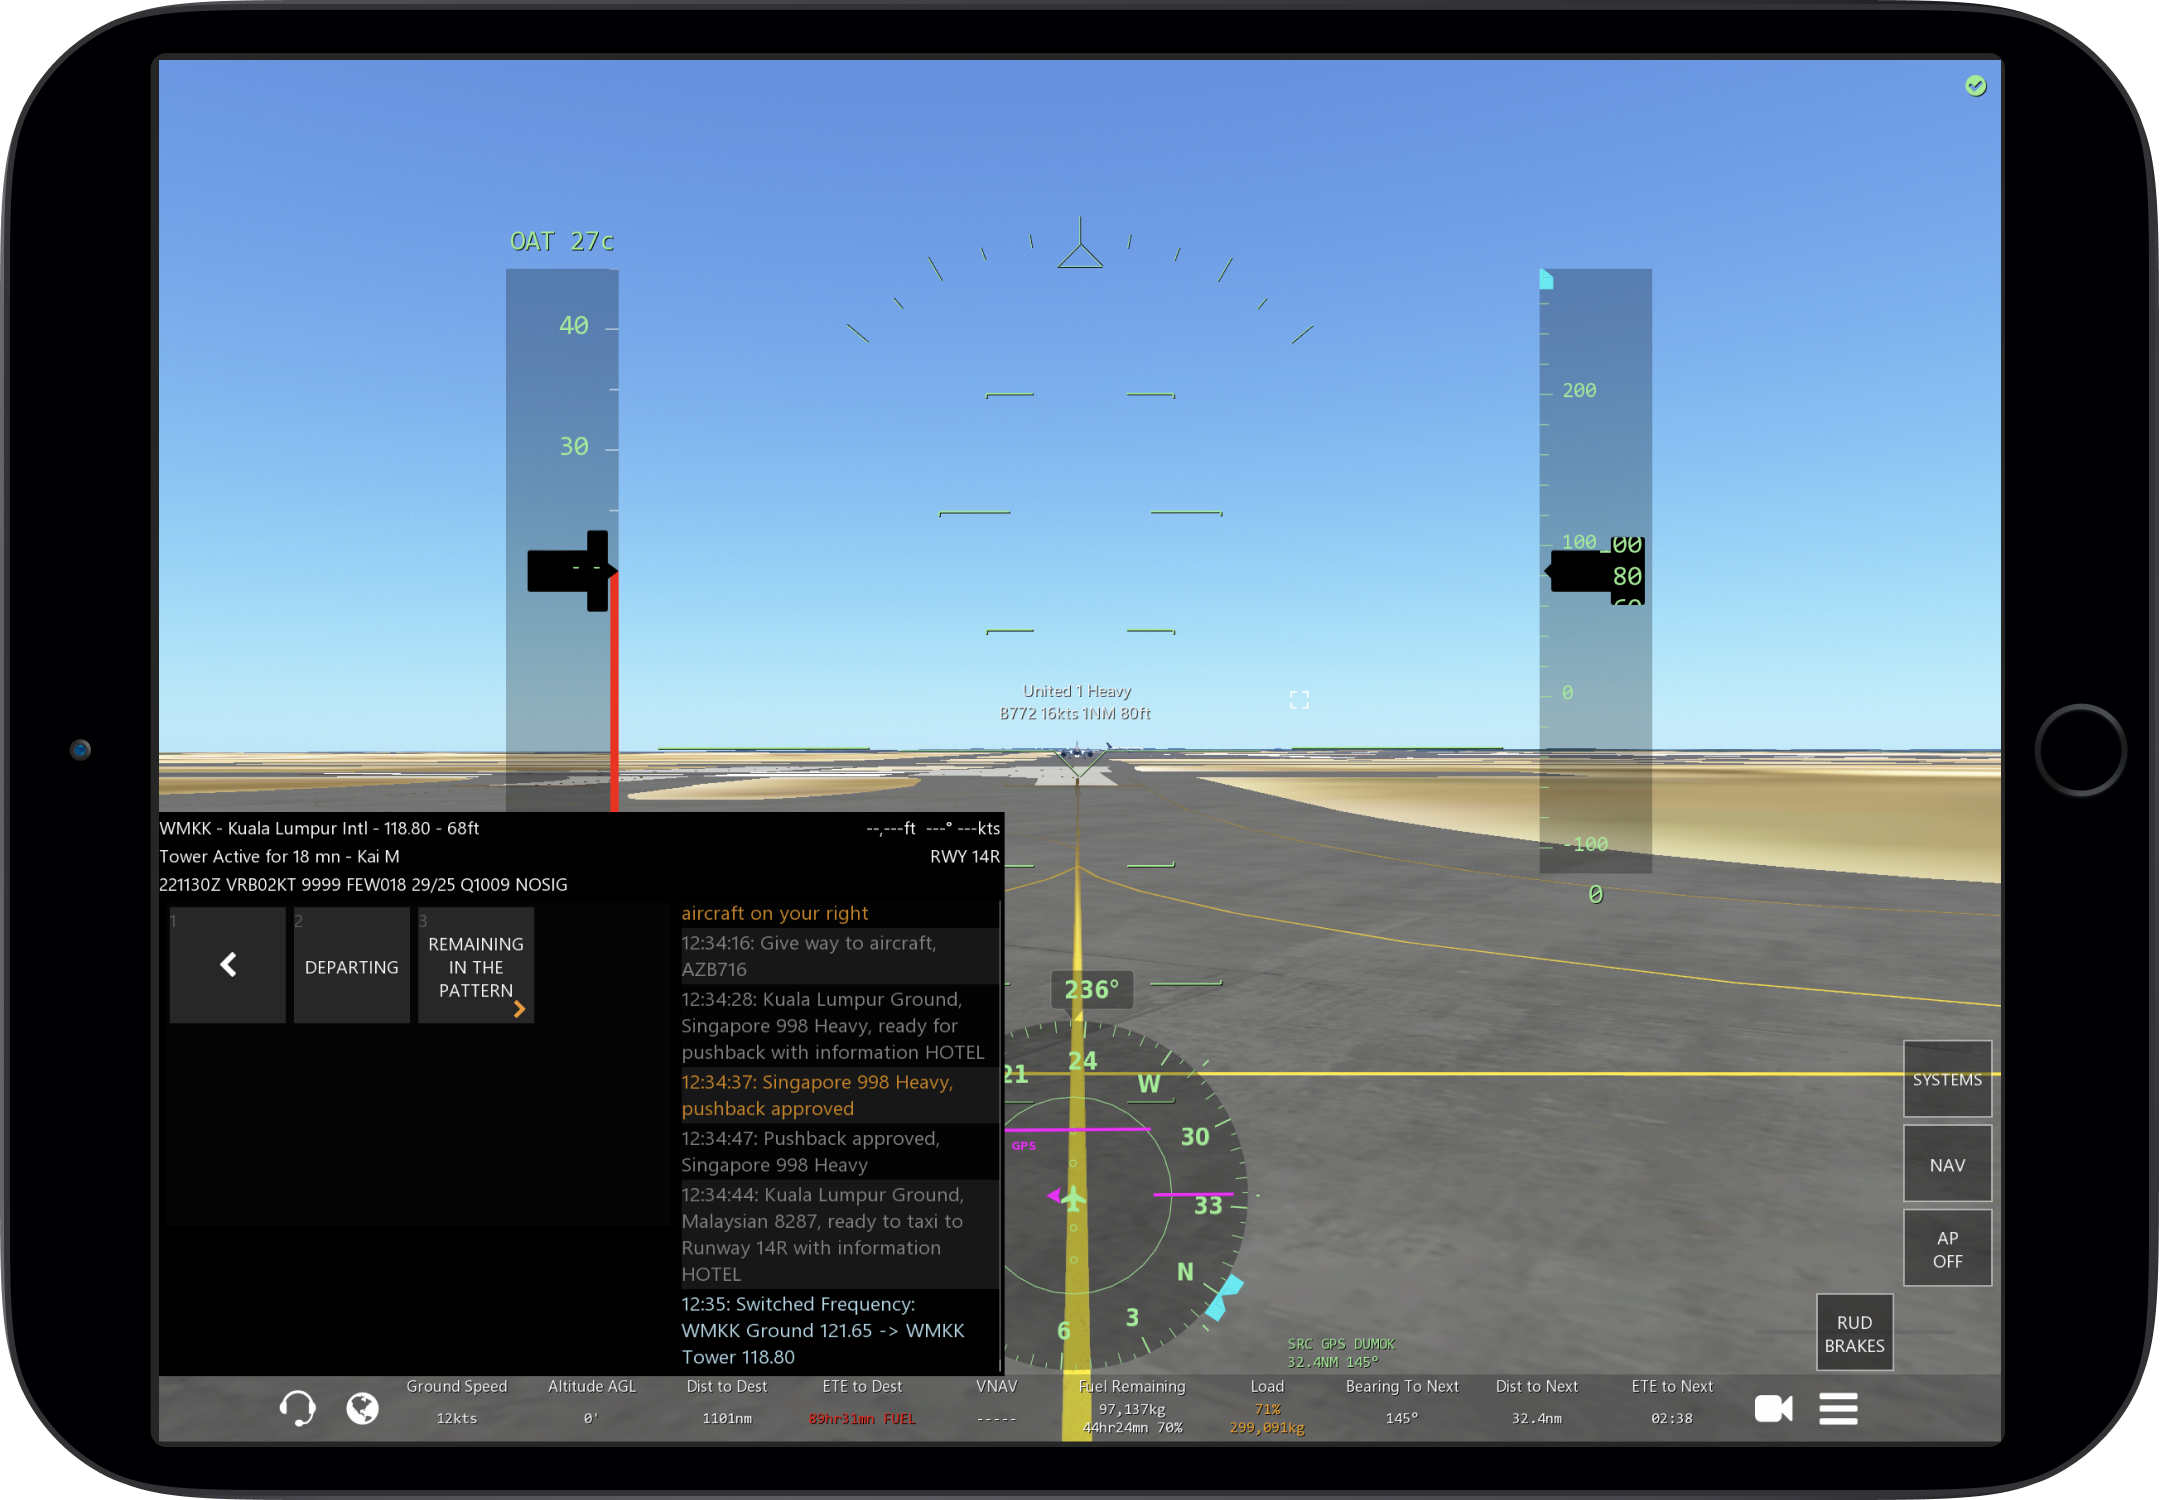 OAT 27c
40
30
- -
200
100
100
80
60
0
-100
0
United 1 Heavy
B772 16kts 1NM 80ft
WMKK - Kuala Lumpur Intl - 118.80 - 68ft
--,---ft ---° ---kts
Tower Active for 18 mn - Kai M
RWY 14R
221130Z VRB02KT 9999 FEW018 29/25 Q1009 NOSIG
1
2
DEPARTING
3
REMAINING
IN THE
PATTERN
aircraft on your right
12:34:16: Give way to aircraft,
AZB716
12:34:28: Kuala Lumpur Ground,
Singapore 998 Heavy, ready for
pushback with information HOTEL
12:34:37: Singapore 998 Heavy,
pushback approved
12:34:47: Pushback approved,
Singapore 998 Heavy
12:34:44: Kuala Lumpur Ground,
Malaysian 8287, ready to taxi to
Runway 14R with information
HOTEL
12:35: Switched Frequency:
WMKK Ground 121.65 -> WMKK
Tower 118.80
236°
21
24
W
30
33
N
3
6
GPS
SRC GPS DUMOK
32.4NM 145°
SYSTEMS
NAV
AP
OFF
RUD
BRAKES
Ground Speed
12kts
Altitude AGL
0'
Dist to Dest
1101nm
ETE to Dest
89hr31mn FUEL
VNAV
-----
Fuel Remaining
97,137kg
44hr24mn 70%
Load
71%
299,091kg
Bearing To Next
145°
Dist to Next
32.4nm
ETE to Next
02:38